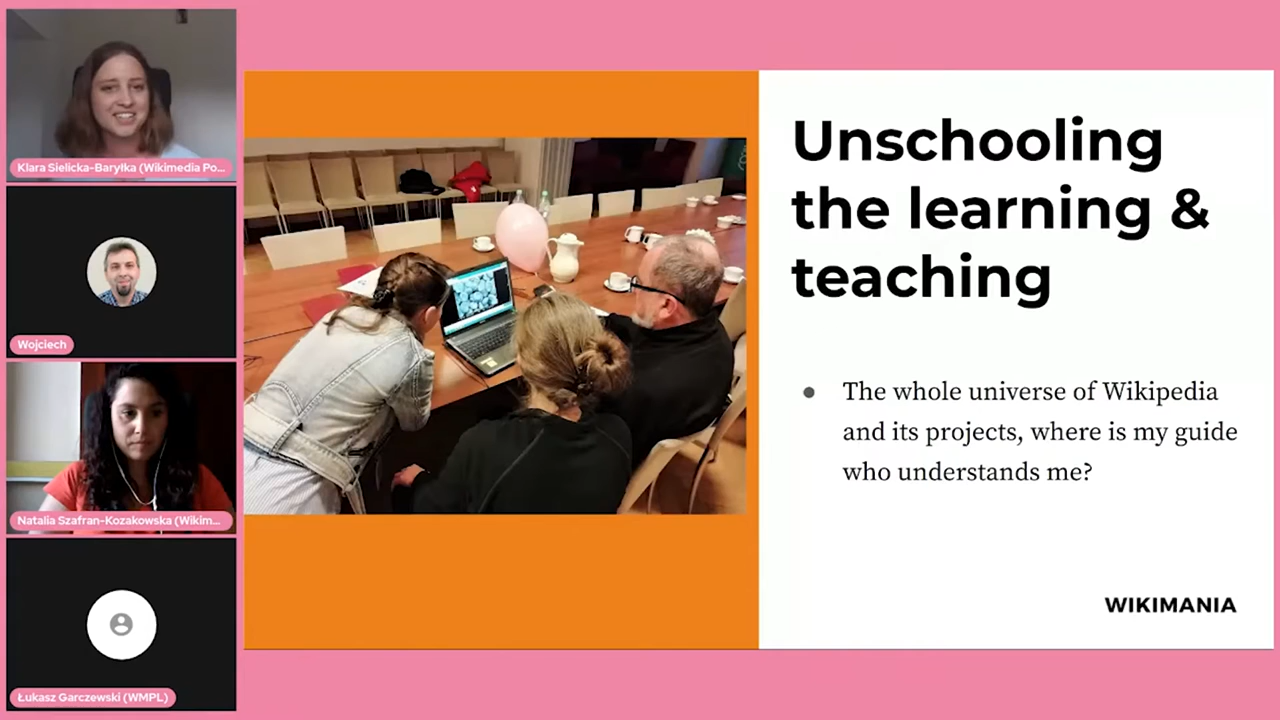 Klara Sielicka-Baryłka (Wikimedia Po...
Wojciech
Natalia Szafran-Kozakowska (Wikim...
Łukasz Garczewski (WMPL)
Unschooling
the learning &
teaching
● The whole universe of Wikipedia
and its projects, where is my guide
who understands me?
WIKIMANIA